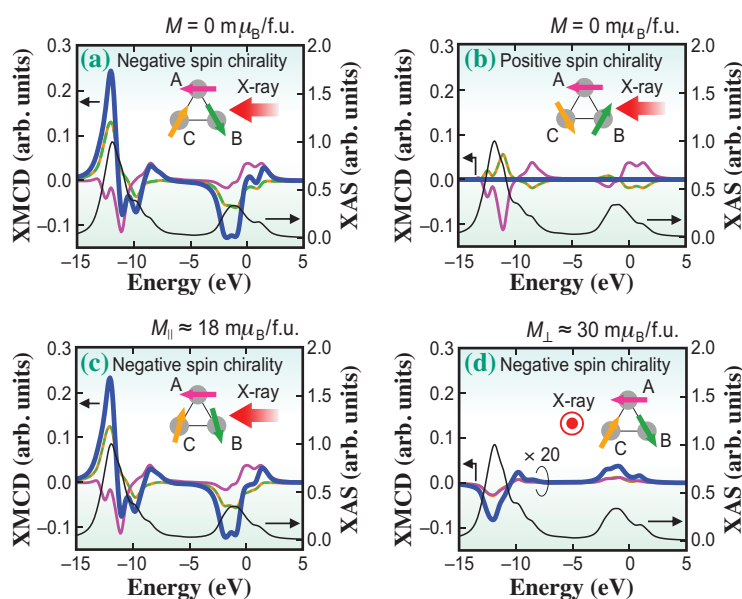 M = 0 mμB/f.u.
(a) Negative spin chirality
A
X-ray
C
B
XMCD (arb. units)
0.3
0.2
0.1
0.0
–0.1
XAS (arb. units)
2.0
1.5
1.0
0.5
0.0
–15 –10 –5 0 5
Energy (eV)
M = 0 mμB/f.u.
(b) Positive spin chirality
A
X-ray
C
B
XMCD (arb. units)
0.3
0.2
0.1
0.0
–0.1
XAS (arb. units)
2.0
1.5
1.0
0.5
0.0
–15 –10 –5 0 5
Energy (eV)
M|| ≈ 18 mμB/f.u.
(c) Negative spin chirality
A
X-ray
C
B
XMCD (arb. units)
0.3
0.2
0.1
0.0
–0.1
XAS (arb. units)
2.0
1.5
1.0
0.5
0.0
–15 –10 –5 0 5
Energy (eV)
M⊥ ≈ 30 mμB/f.u.
(d) Negative spin chirality
A
X-ray
C
B
× 20
XMCD (arb. units)
0.3
0.2
0.1
0.0
–0.1
XAS (arb. units)
2.0
1.5
1.0
0.5
0.0
–15 –10 –5 0 5
Energy (eV)